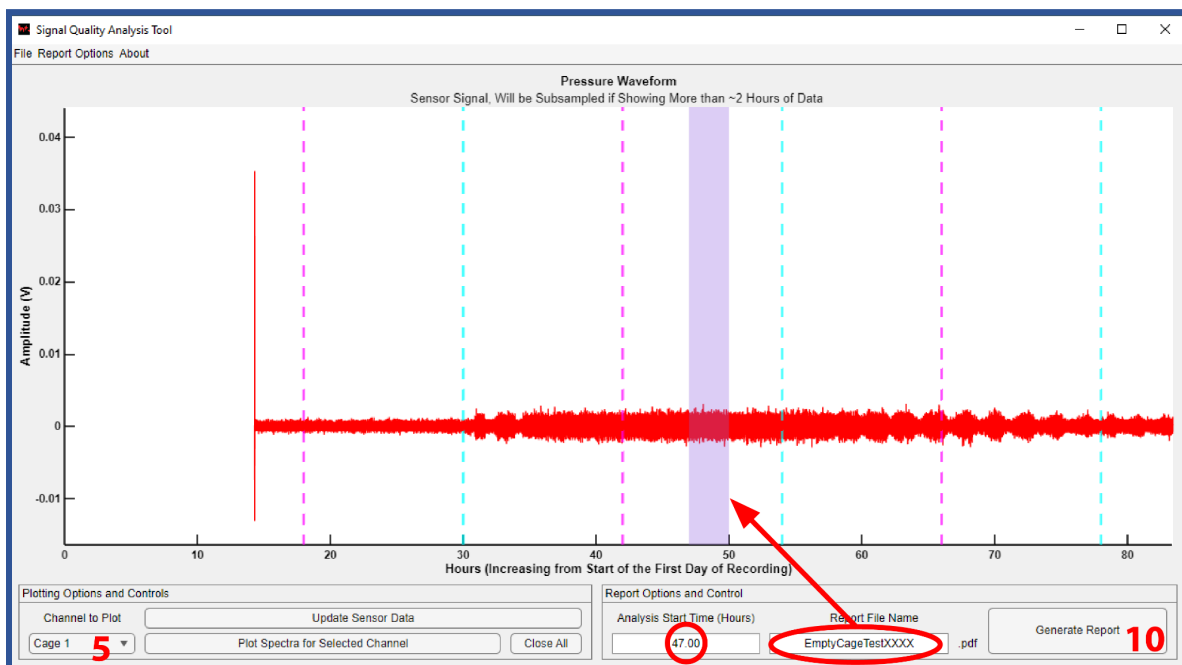 Signal Quality Analysis Tool
File Report Options About
Pressure Waveform
Sensor Signal, Will be Subsampled if Showing More than ~2 Hours of Data
Amplitude (V)
0.04
0.03
0.02
0.01
0
-0.01
0 10 20 30 40 50 60 70 80
Hours (Increasing from Start of the First Day of Recording)
Plotting Options and Controls
Channel to Plot
Update Sensor Data
Cage 1
5
Plot Spectra for Selected Channel
Close All
Report Options and Control
Analysis Start Time (Hours)
Report File Name
47.00
EmptyCageTestXXXX
.pdf
Generate Report
10